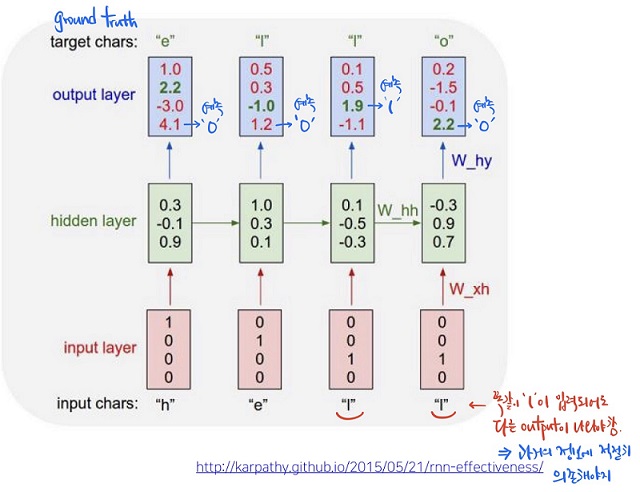 ground truth
target chars: "e" "l" "l" "o"
output layer
1.0 0.5 0.1 0.2
2.2 0.3 0.5 -1.5
-3.0 -1.0 1.9 -0.1
4.1 1.2 -1.1 2.2
예측 예측 예측 예측
'o' 'o' 'l' 'o'
W_hy
hidden layer
0.3 1.0 0.1 -0.3
-0.1 0.3 -0.5 0.9
0.9 0.1 -0.3 0.7
W_hh
W_xh
input layer
1 0 0 0
0 1 0 0
0 0 1 1
0 0 0 0
input chars: "h" "e" "l" "l"
← 똑같이 'l'이 입력되어도
다른 output이 나와야함.
⇒ 과거의 정보에 적절히
의존해야지
http://karpathy.github.io/2015/05/21/rnn-effectiveness/